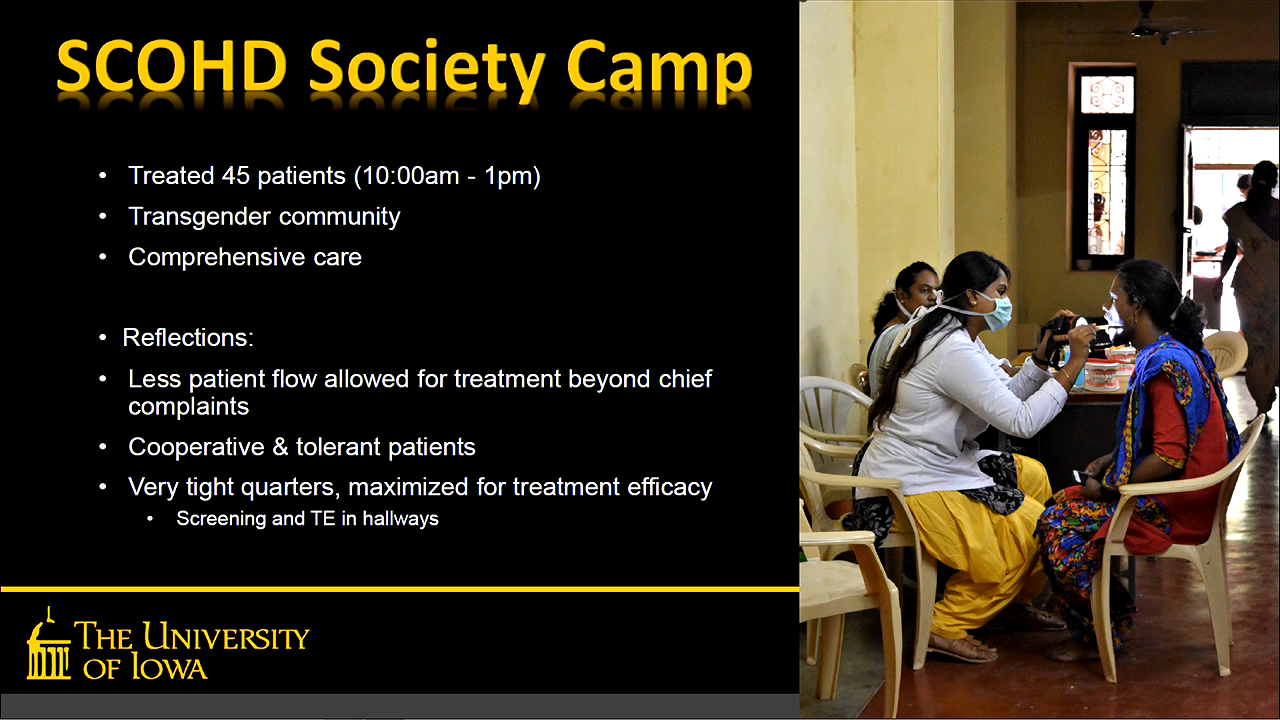 SCOHD Society Camp
• Treated 45 patients (10:00am - 1pm)
• Transgender community
• Comprehensive care
• Reflections:
• Less patient flow allowed for treatment beyond chief
complaints
• Cooperative & tolerant patients
• Very tight quarters, maximized for treatment efficacy
• Screening and TE in hallways
THE UNIVERSITY
OF IOWA